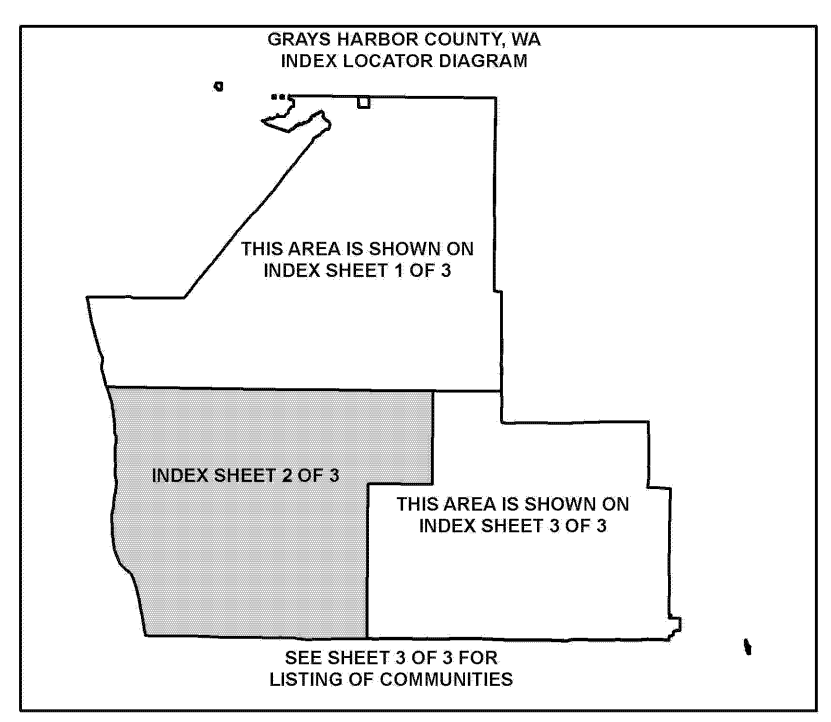 GRAYS HARBOR COUNTY, WA
INDEX LOCATOR DIAGRAM
THIS AREA IS SHOWN ON
INDEX SHEET 1 OF 3
INDEX SHEET 2 OF 3
THIS AREA IS SHOWN ON
INDEX SHEET 3 OF 3
SEE SHEET 3 OF 3 FOR
LISTING OF COMMUNITIES